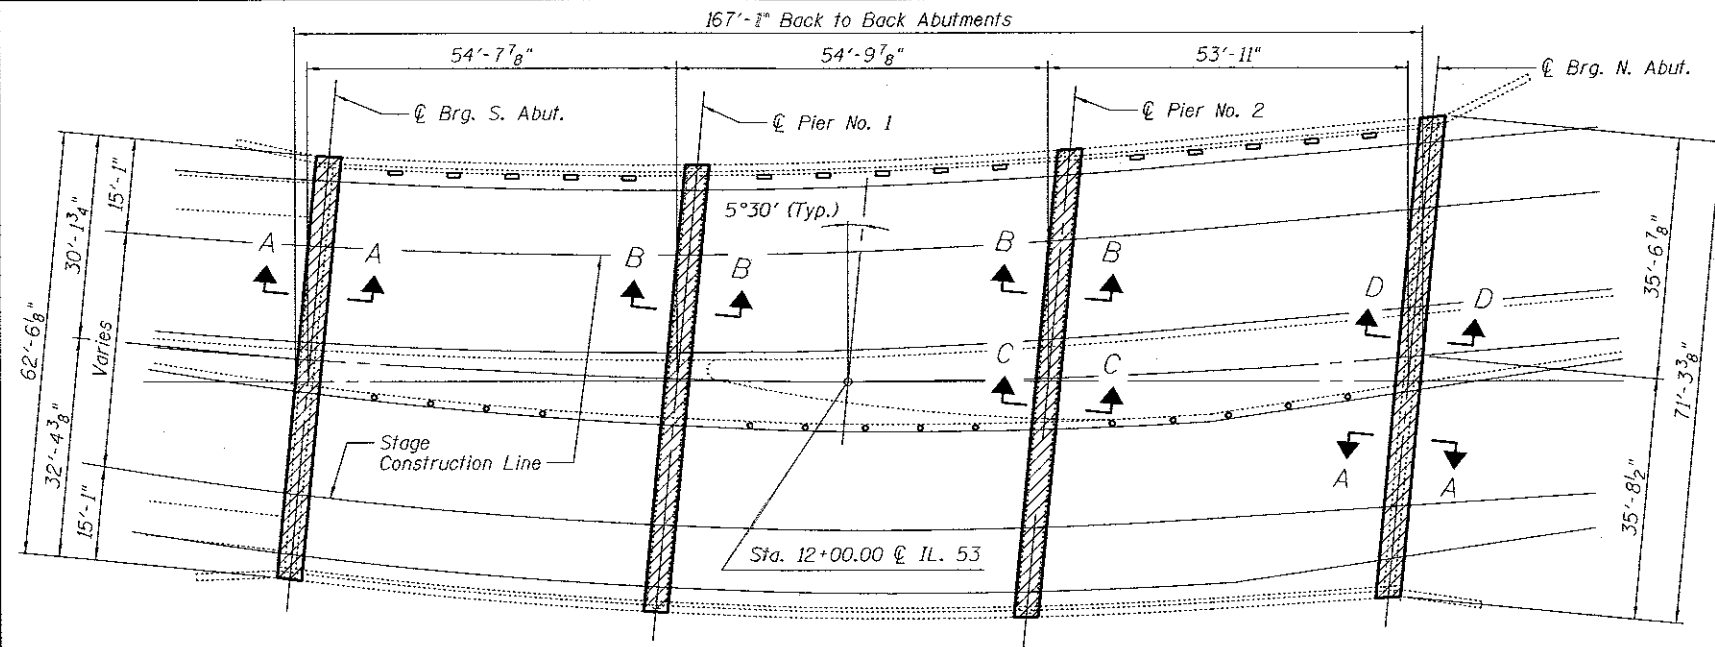 167'-1" Back to Back Abutments
54'-7 7/8"
54'-9 7/8"
53'-11"
℄ Brg. S. Abut.
℄ Pier No. 1
℄ Pier No. 2
℄ Brg. N. Abut.
5°30' (Typ.)
62'-6 1/8"
30'-1 3/4"
32'-4 3/8"
15'-1"
Varies
15'-1"
A
A
B
B
B
B
C
C
D
D
A
A
35'-6 7/8"
35'-8 1/2"
71'-3 3/8"
Stage
Construction Line
Sta. 12+00.00 ℄ IL. 53